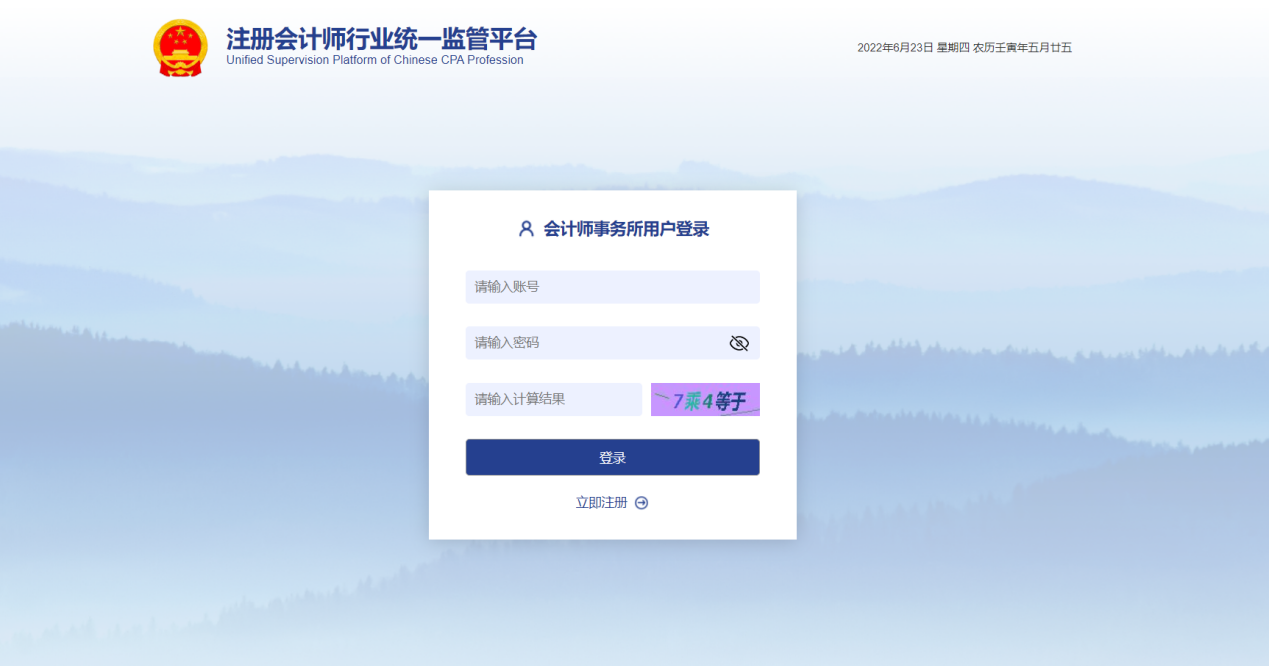 注册会计师行业统一监管平台
Unified Supervision Platform of Chinese CPA Profession
2022年6月23日 星期四 农历壬寅年五月廿五
会计师事务所用户登录
请输入账号
请输入密码
请输入计算结果
7乘4等于
登录
立即注册